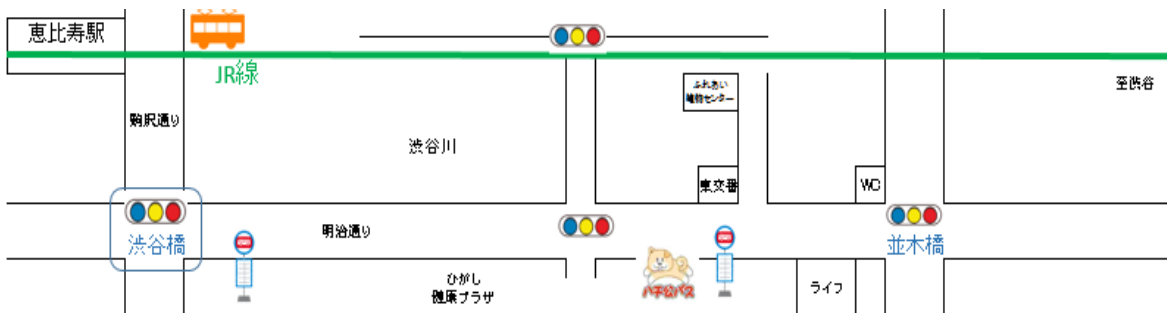 恵比寿駅
JR線
至渋谷
ふれあい
植物センター
駒沢通り
渋谷川
東交番
WC
渋谷橋
明治通り
並木橋
ひがし
健康プラザ
ハチ公バス
ライフ